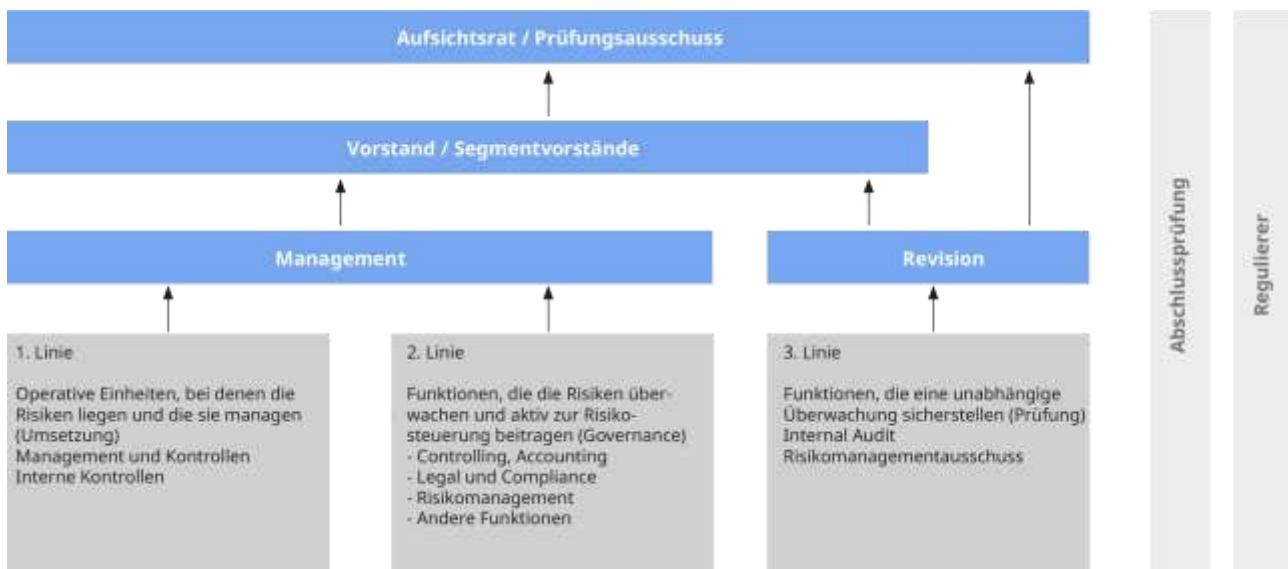 Aufsichtsrat / Prüfungsausschuss
Vorstand / Segmentvorstände
Management
Revision
1. Linie
Operative Einheiten, bei denen die
Risiken liegen und die sie managen
(Umsetzung)
Management und Kontrollen
Interne Kontrollen
2. Linie
Funktionen, die die Risiken über-
wachen und aktiv zur Risiko-
steuerung beitragen (Governance)
- Controlling, Accounting
- Legal und Compliance
- Risikomanagement
- Andere Funktionen
3. Linie
Funktionen, die eine unabhängige
Überwachung sicherstellen (Prüfung)
Internal Audit
Risikomanagementausschuss
Abschlussprüfung
Regulierer